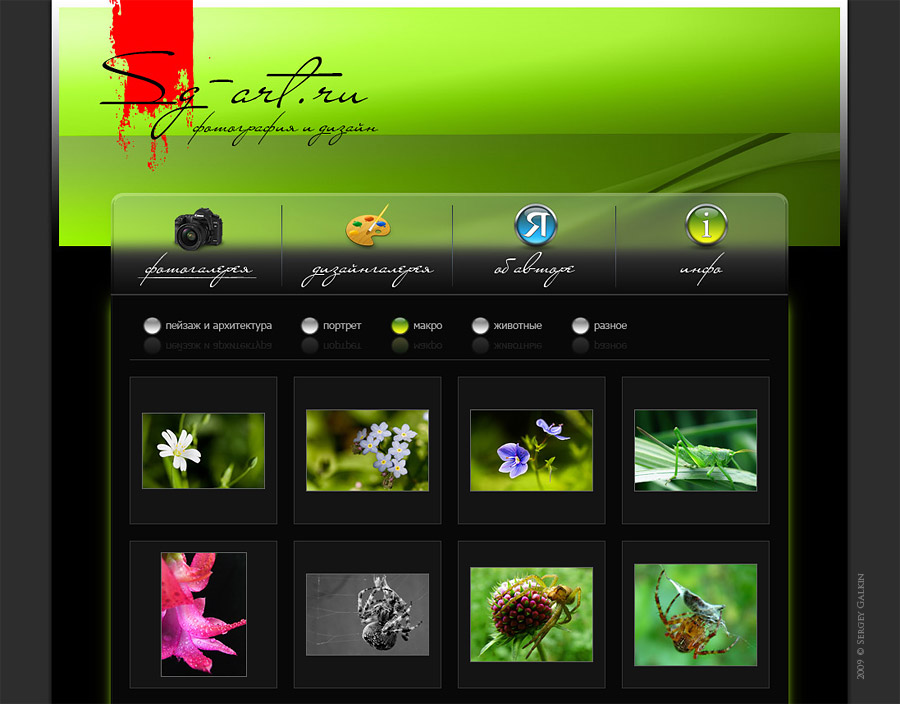 Sg-art.ru
фотография и дизайн
фотогалерея
дизайнгалерея
об авторе
инфо
пейзаж и архитектура
портрет
макро
животные
разное
2009 © Sergey Galkin